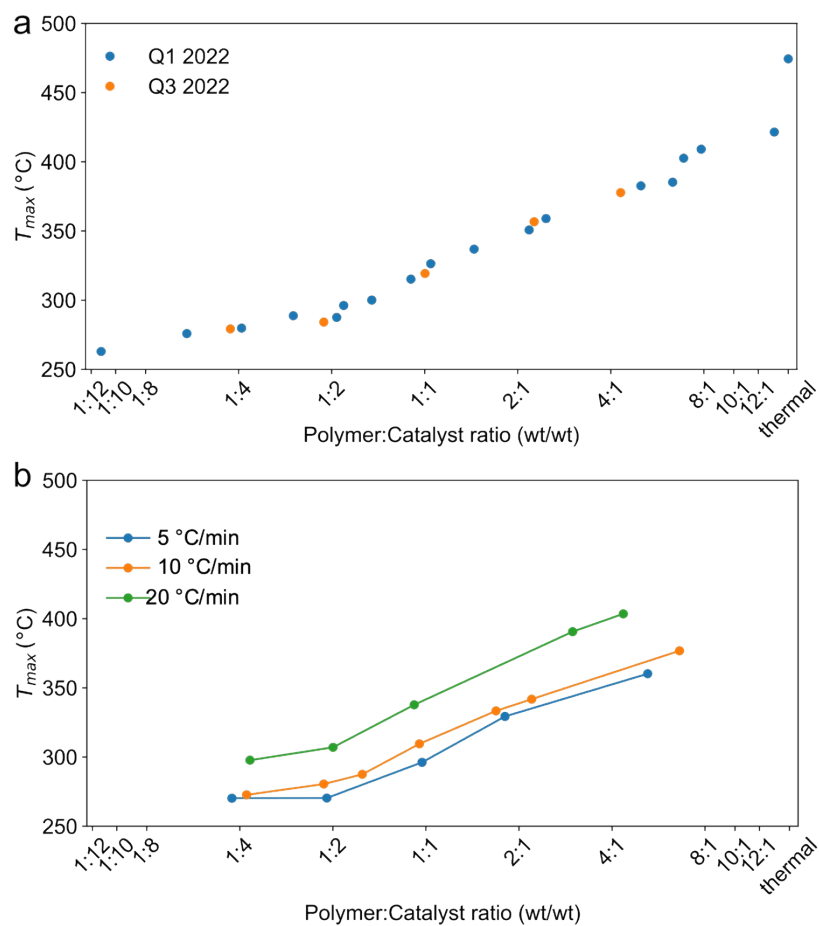 a
500
450
400
350
300
250
T_max (°C)
Q1 2022
Q3 2022
1:12
1:10
1:8
1:4
1:2
1:1
2:1
4:1
8:1
10:1
12:1
thermal
Polymer:Catalyst ratio (wt/wt)
b
500
450
400
350
300
250
T_max (°C)
5 °C/min
10 °C/min
20 °C/min
1:12
1:10
1:8
1:4
1:2
1:1
2:1
4:1
8:1
10:1
12:1
thermal
Polymer:Catalyst ratio (wt/wt)